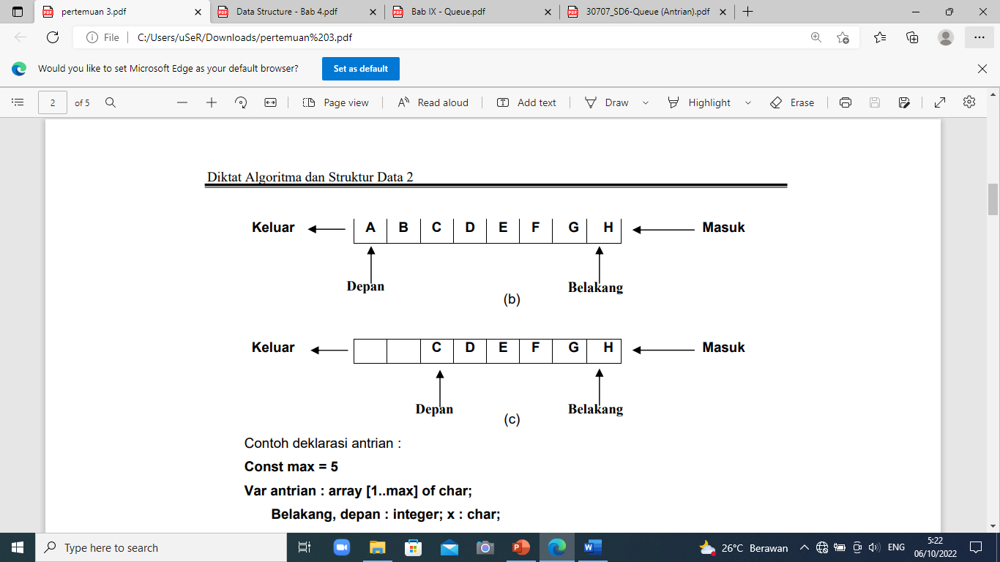 pertemuan 3.pdf
Data Structure - Bab 4.pdf
Bab IX - Queue.pdf
30707_SD6-Queue (Antrian).pdf
File
C:/Users/uSeR/Downloads/pertemuan%203.pdf
Would you like to set Microsoft Edge as your default browser?
Set as default
2 of 5
Page view
Read aloud
Add text
Draw
Highlight
Erase
Diktat Algoritma dan Struktur Data 2
Keluar A B C D E F G H Masuk
Depan Belakang
(b)
Keluar C D E F G H Masuk
Depan Belakang
(c)
Contoh deklarasi antrian :
Const max = 5
Var antrian : array [1..max] of char;
Belakang, depan : integer; x : char;
Type here to search
26°C Berawan
ENG
5:22
06/10/2022